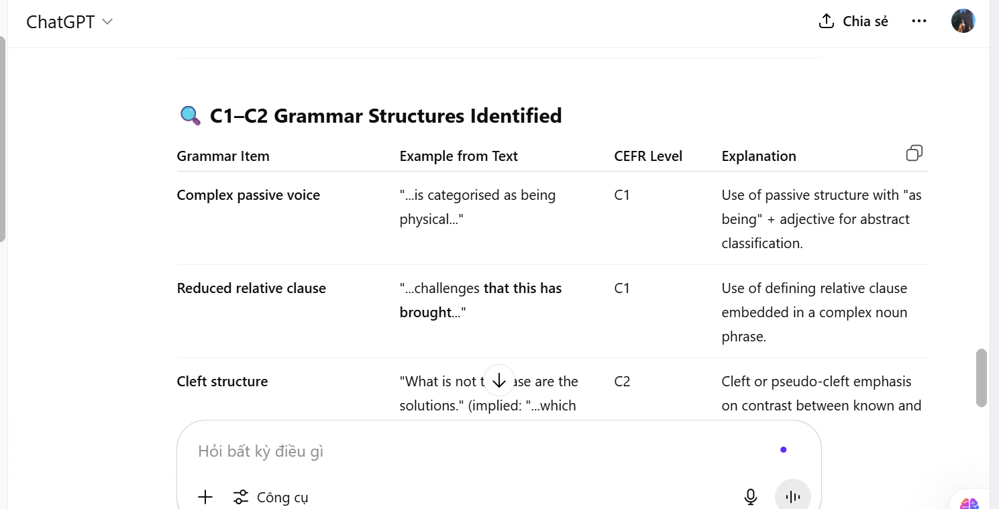 ChatGPT
Chia sẻ
C1–C2 Grammar Structures Identified
Grammar Item Example from Text CEFR Level Explanation
Complex passive voice "...is categorised as being C1 Use of passive structure with "as
physical..." being" + adjective for abstract
classification.
Reduced relative clause "...challenges that this has C1 Use of defining relative clause
brought..." embedded in a complex noun
phrase.
Cleft structure "What is not are the C2 Cleft or pseudo-cleft emphasis
solutions." (implied: "...which on contrast between known and
Hỏi bất kỳ điều gì
Công cụ